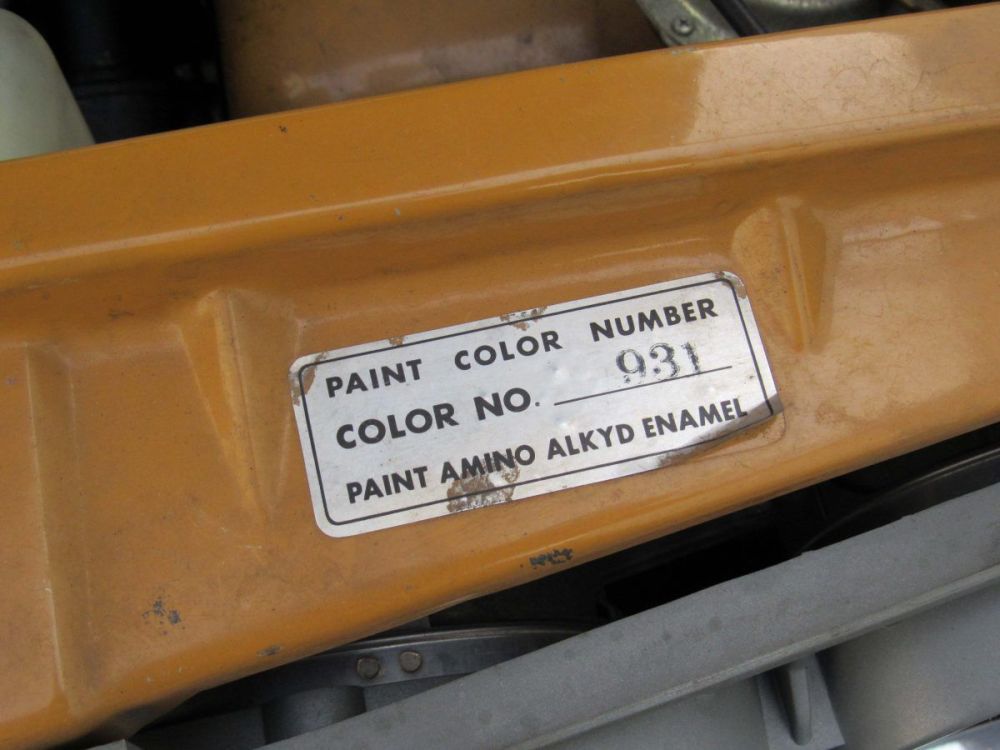 PAINT COLOR NUMBER
COLOR NO. 931
PAINT AMINO ALKYD ENAMEL